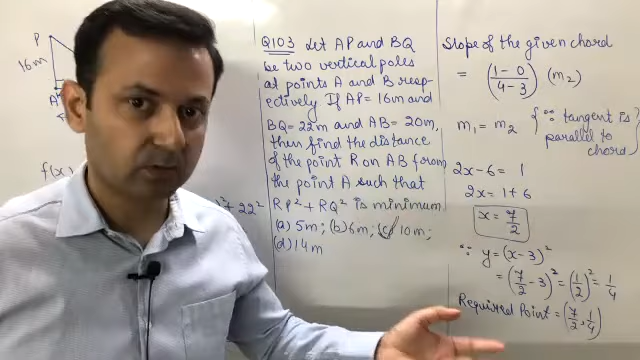 P
16m
A
f(x)
1²+ 22²
Q103 Let AP and BQ
be two vertical poles
at points A and B resp-
ectively If AP = 16m and
BQ = 22m and AB = 20m,
then find the distance
of the point R on AB from
the point A such that
RP² + RQ² is minimum
(a) 5m; (b) 6m; (c) 10m;
(d) 14m
Slope of the given chord
= (1-0/4-3) (m2)
m1 = m2 {∵ tangent is parallel to chord}
2x-6 = 1
2x = 1+6
x = 7/2
∵ y = (x-3)²
= (7/2 - 3)² = (1/2)² = 1/4
Required Point = (7/2, 1/4)